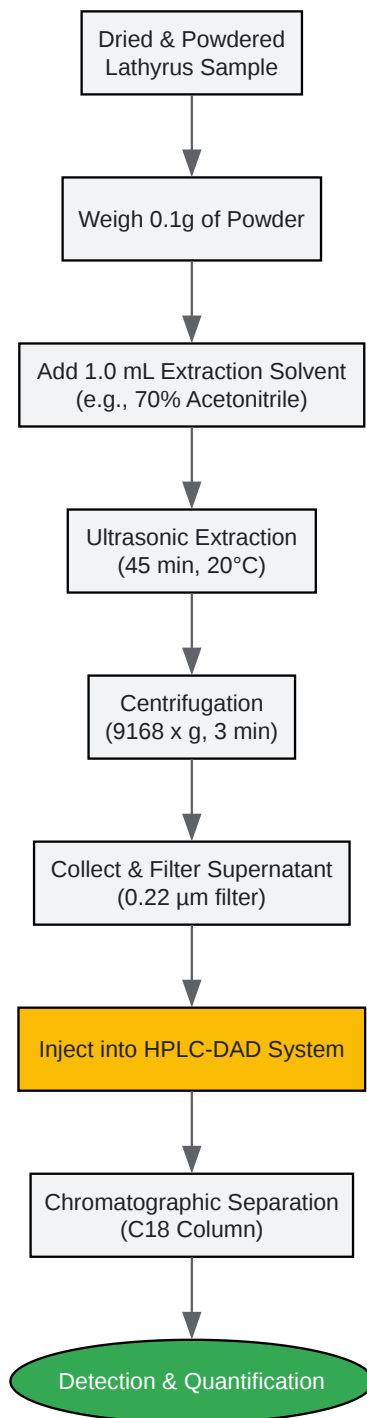 Dried & Powdered
Lathyrus Sample
Weigh 0.1g of Powder
Add 1.0 mL Extraction Solvent
(e.g., 70% Acetonitrile)
Ultrasonic Extraction
(45 min, 20°C)
Centrifugation
(9168 x g, 3 min)
Collect & Filter Supernatant
(0.22 µm filter)
Inject into HPLC-DAD System
Chromatographic Separation
(C18 Column)
Detection & Quantification